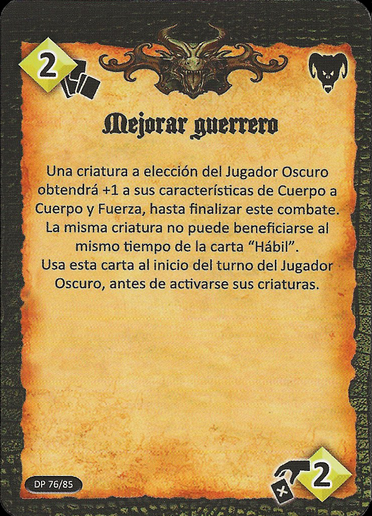 2
Mejorar guerrero
Una criatura a elección del Jugador Oscuro
obtendrá +1 a sus características de Cuerpo a
Cuerpo y Fuerza, hasta finalizar este combate.
La misma criatura no puede beneficiarse al
mismo tiempo de la carta “Hábil”.
Usa esta carta al inicio del turno del Jugador
Oscuro, antes de activarse sus criaturas.
DP 76/85
2